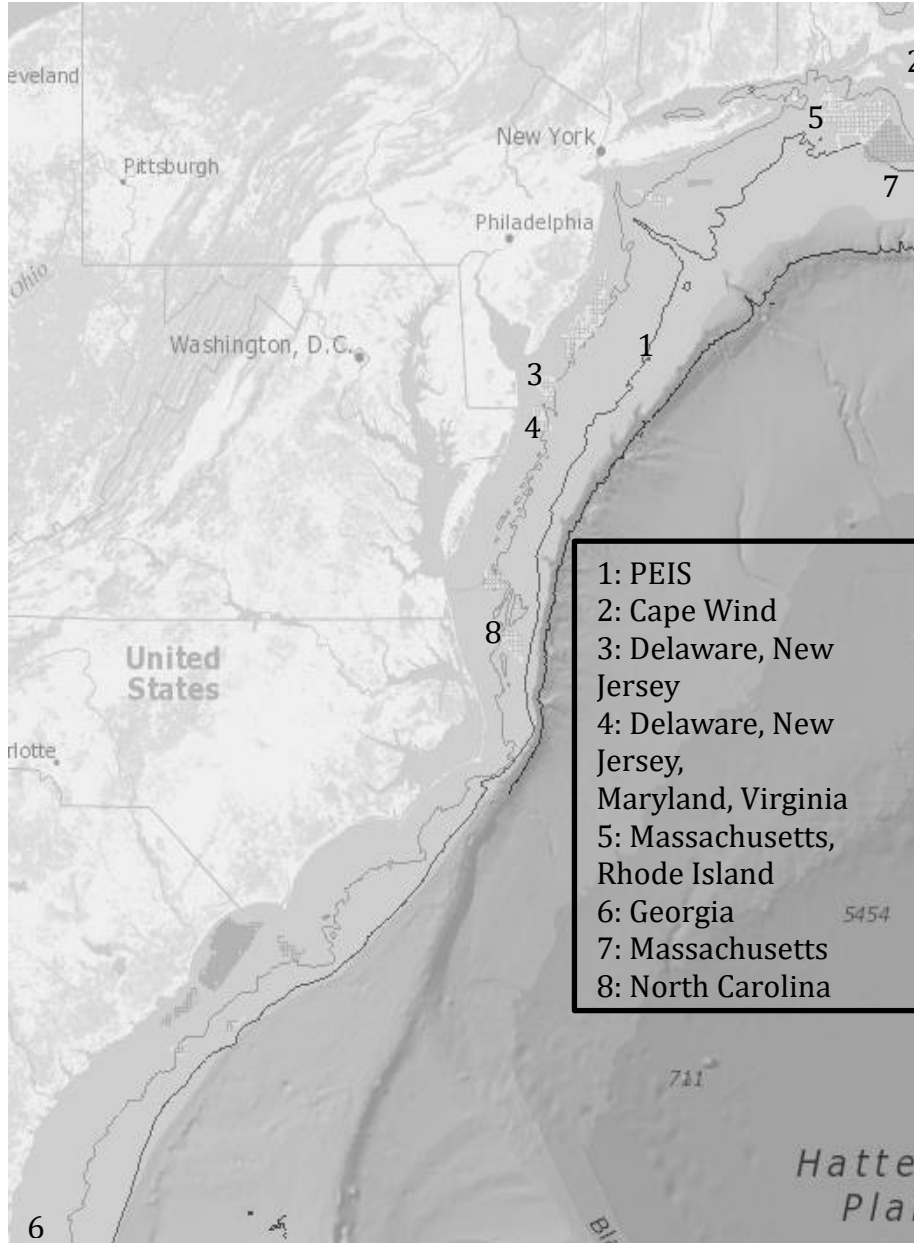 2
eveland
5
New York
Pittsburgh
7
Philadelphia
Ohio
1
Washington, D.C.
3
4
1: PEIS
2: Cape Wind
3: Delaware, New
Jersey
4: Delaware, New
Jersey,
Maryland, Virginia
5: Massachusetts,
Rhode Island
6: Georgia
7: Massachusetts
8: North Carolina
8
United
States
rlotte
5454
711
Hatte
Pla
6
Bla